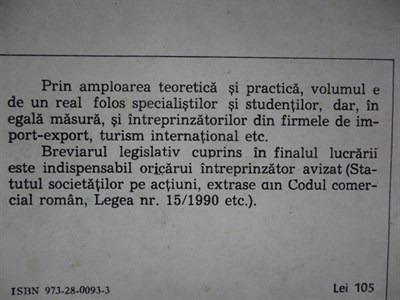 Prin amploarea teoretică și practică, volumul e
de un real folos specialiștilor și studenților, dar, în
egală măsură, și întreprinzătorilor din firmele de im-
port-export, turism internațional etc.
Breviarul legislativ cuprins în finalul lucrării
este indispensabil oricărui întreprinzător avizat (Sta-
tutul societăților pe acțiuni, extrase din Codul comer-
cial român, Legea nr. 15/1990 etc.).
ISBN 973-28-0093-3
Lei 105